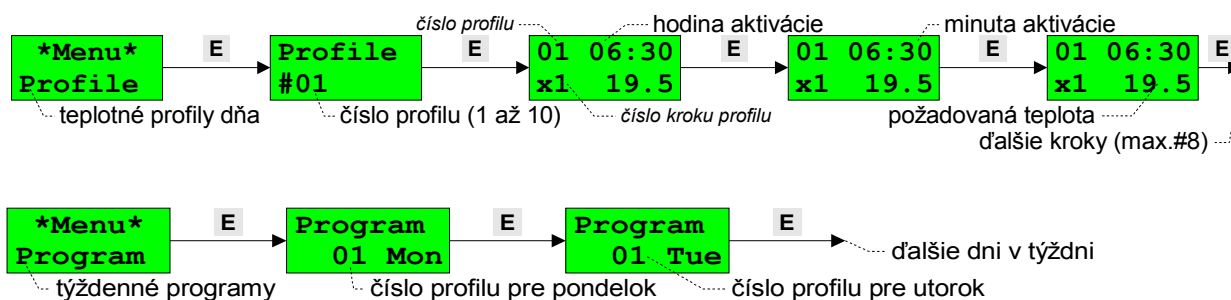 číslo profilu
hodina aktivácie
minuta aktivácie
*Menu*
Profile
E
Profile
#01
E
01 06:30
x1 19.5
E
01 06:30
x1 19.5
E
01 06:30
x1 19.5
E
teplotné profily dňa
číslo profilu (1 až 10)
číslo kroku profilu
požadovaná teplota
ďalšie kroky (max.#8)
*Menu*
Program
E
Program
01 Mon
E
Program
01 Tue
E
ďalšie dni v týždni
týždenné programy
číslo profilu pre pondelok
číslo profilu pre utorok